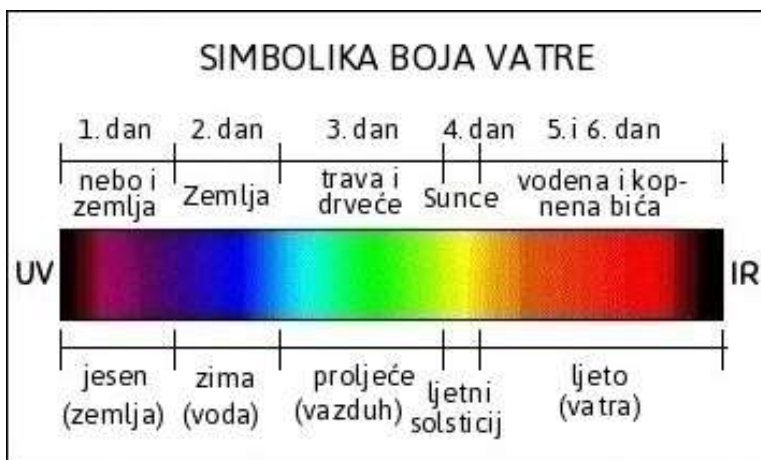 SIMBOLIKA BOJA VATRE
1. dan 2. dan 3. dan 4. dan 5. i 6. dan
nebo i
zemlja
Zemlja
trava i
drveće
Sunce
vodena i kop-
nena bića
UV
IR
jesen
(zemlja)
zima
(voda)
proljeće
(vazduh)
ljetni
solsticij
ljeto
(vatra)